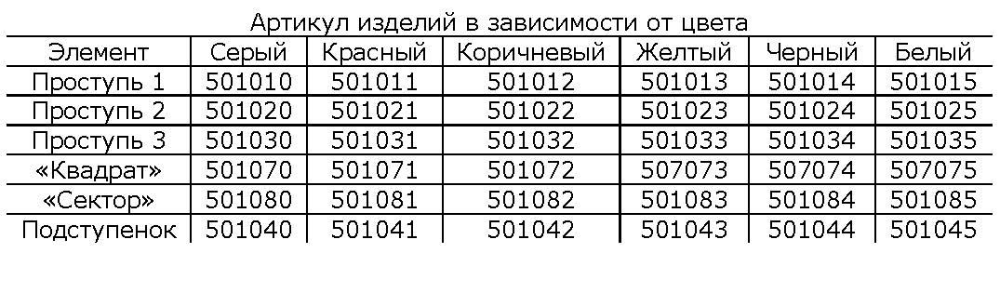 Артикул изделий в зависимости от цвета
Элемент Серый Красный Коричневый Желтый Черный Белый
Проступь 1 501010 501011 501012 501013 501014 501015
Проступь 2 501020 501021 501022 501023 501024 501025
Проступь 3 501030 501031 501032 501033 501034 501035
«Квадрат» 501070 501071 501072 507073 507074 507075
«Сектор» 501080 501081 501082 501083 501084 501085
Подступенок 501040 501041 501042 501043 501044 501045